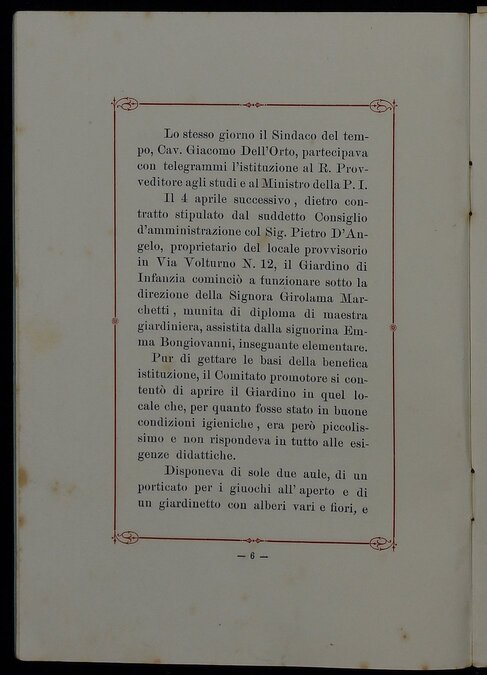 Lo stesso giorno il Sindaco del tem-
po, Cav. Giacomo Dell'Orto, partecipava
con telegrammi l'istituzione al R. Prov-
veditore agli studi e al Ministro della P. I.
Il 4 aprile successivo, dietro con-
tratto stipulato dal suddetto Consiglio
d'amministrazione col Sig. Pietro D'An-
gelo, proprietario del locale provvisorio
in Via Volturno N. 12, il Giardino di
Infanzia cominciò a funzionare sotto la
direzione della Signora Girolama Mar-
chetti, munita di diploma di maestra
giardiniera, assistita dalla signorina Em-
ma Bongiovanni, insegnante elementare.
Pur di gettare le basi della benefica
istituzione, il Comitato promotore si con-
tentò di aprire il Giardino in quel lo-
cale che, per quanto fosse stato in buone
condizioni igieniche, era però piccolis-
simo e non rispondeva in tutto alle esi-
genze didattiche.
Disponeva di sole due aule, di un
porticato per i giuochi all'aperto e di
un giardinetto con alberi vari e fiori, e
— 6 —